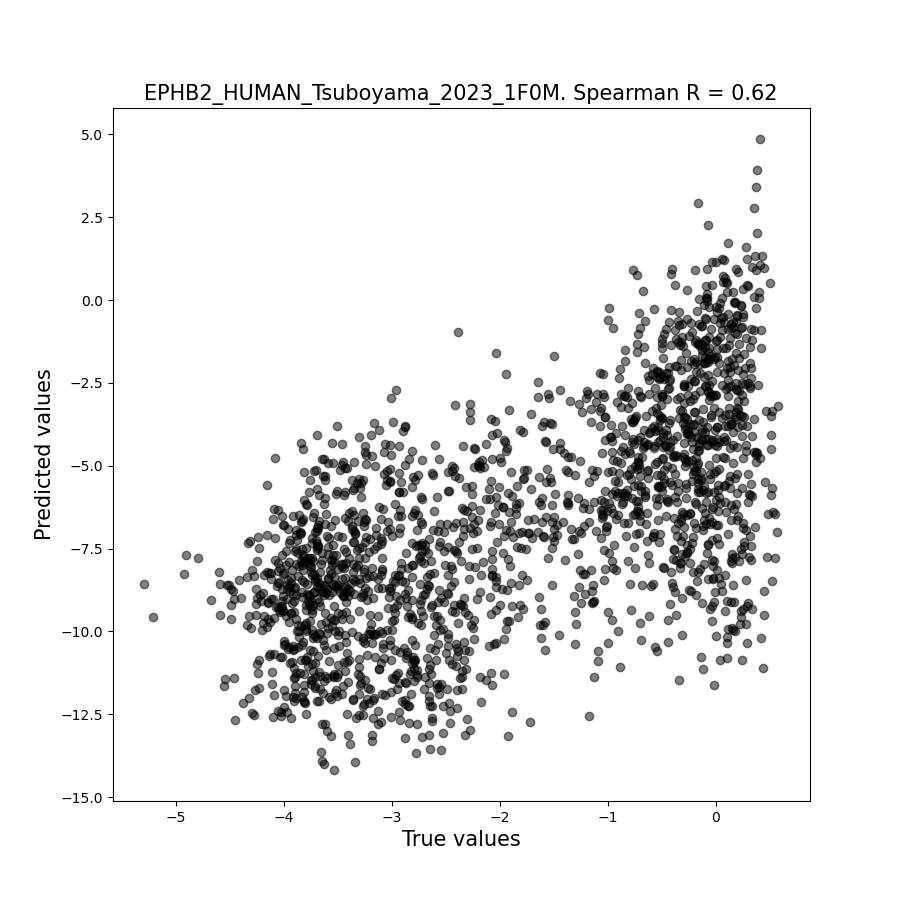 EPHB2_HUMAN_Tsuboyama_2023_1F0M. Spearman R = 0.62
5.0
2.5
0.0
−2.5
−5.0
−7.5
−10.0
−12.5
−15.0
Predicted values
−5 −4 −3 −2 −1 0
True values